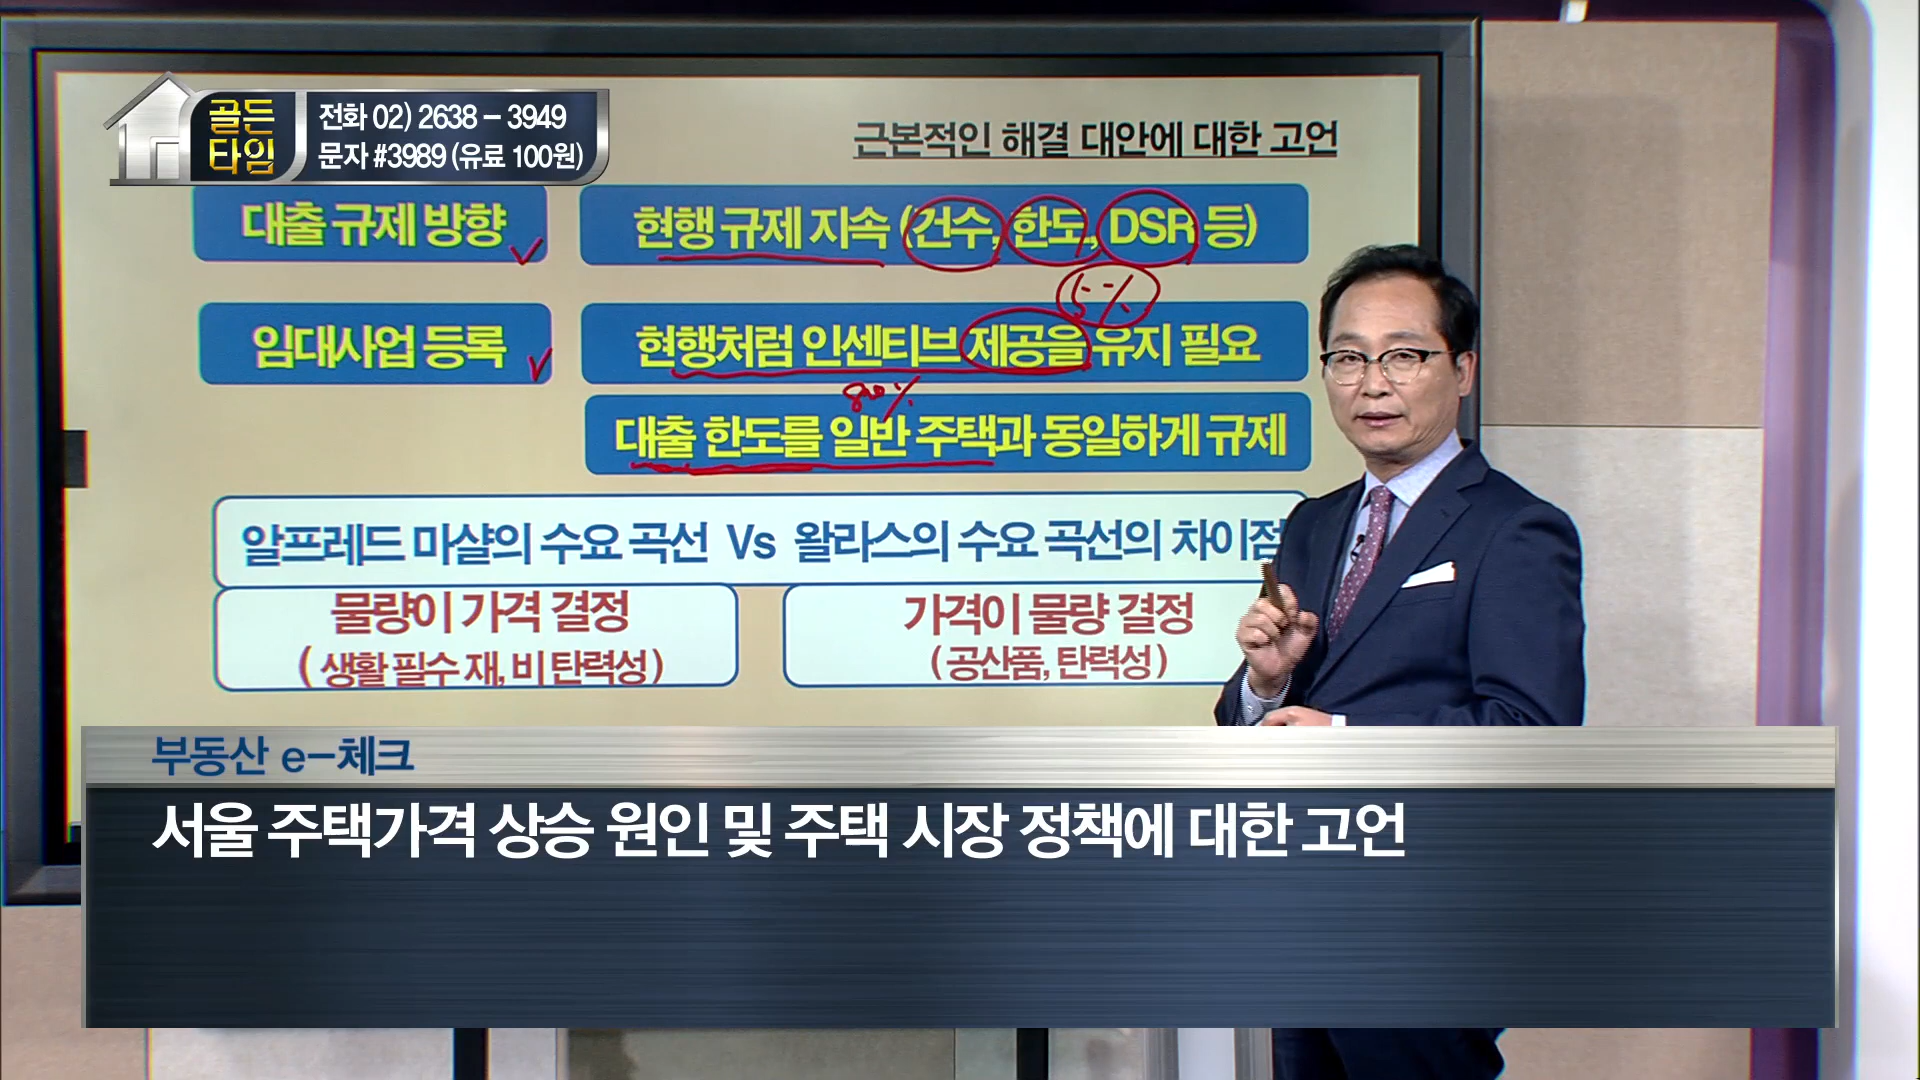 골든
타임
전화 02) 2638 - 3949
문자 #3989 (유료 100원)
근본적인 해결 대안에 대한 고언
대출 규제 방향
현행 규제 지속 (건수, 한도, DSR 등)
5%
임대사업 등록
현행처럼 인센티브 제공을 유지 필요
80%
대출 한도를 일반 주택과 동일하게 규제
알프레드 마샬의 수요 곡선 Vs 왈라스의 수요 곡선의 차이점
물량이 가격 결정
( 생활 필수 재, 비 탄력성 )
가격이 물량 결정
( 공산품, 탄력성 )
부동산 e-체크
서울 주택가격 상승 원인 및 주택 시장 정책에 대한 고언